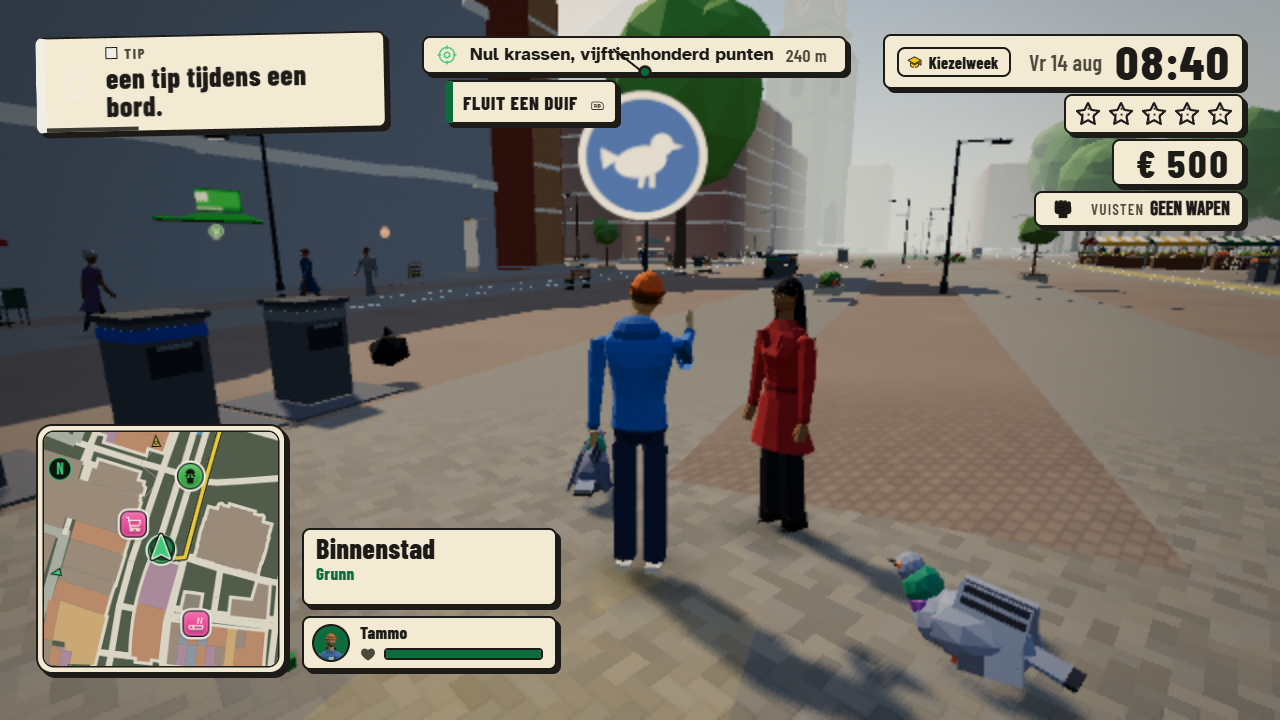 TIP
een tip tijdens een
bord.
Nul krassen, vijftienhonderd punten 240 m
FLUIT EEN DUIF RB
Kiezelweek Vr 14 aug 08:40
€ 500
VUISTEN GEEN WAPEN
N
Binnenstad
Grunn
Tammo